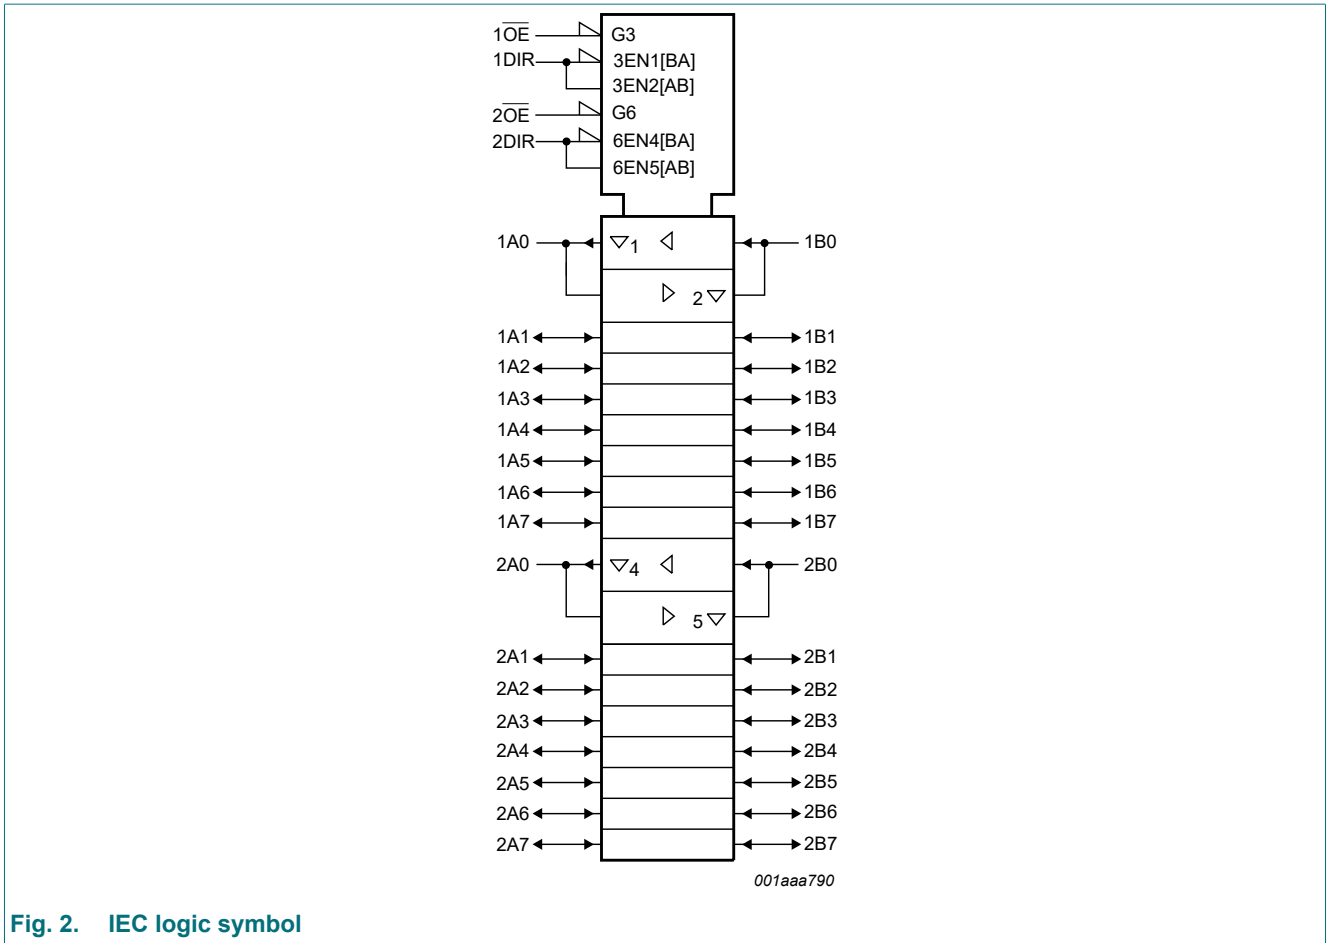 1O̅E̅ G3
1DIR 3EN1[BA]
3EN2[AB]
2O̅E̅ G6
2DIR 6EN4[BA]
6EN5[AB]
1A0 1 1B0
2
1A1 1B1
1A2 1B2
1A3 1B3
1A4 1B4
1A5 1B5
1A6 1B6
1A7 1B7
2A0 4 2B0
5
2A1 2B1
2A2 2B2
2A3 2B3
2A4 2B4
2A5 2B5
2A6 2B6
2A7 2B7
001aaa790
Fig. 2. IEC logic symbol